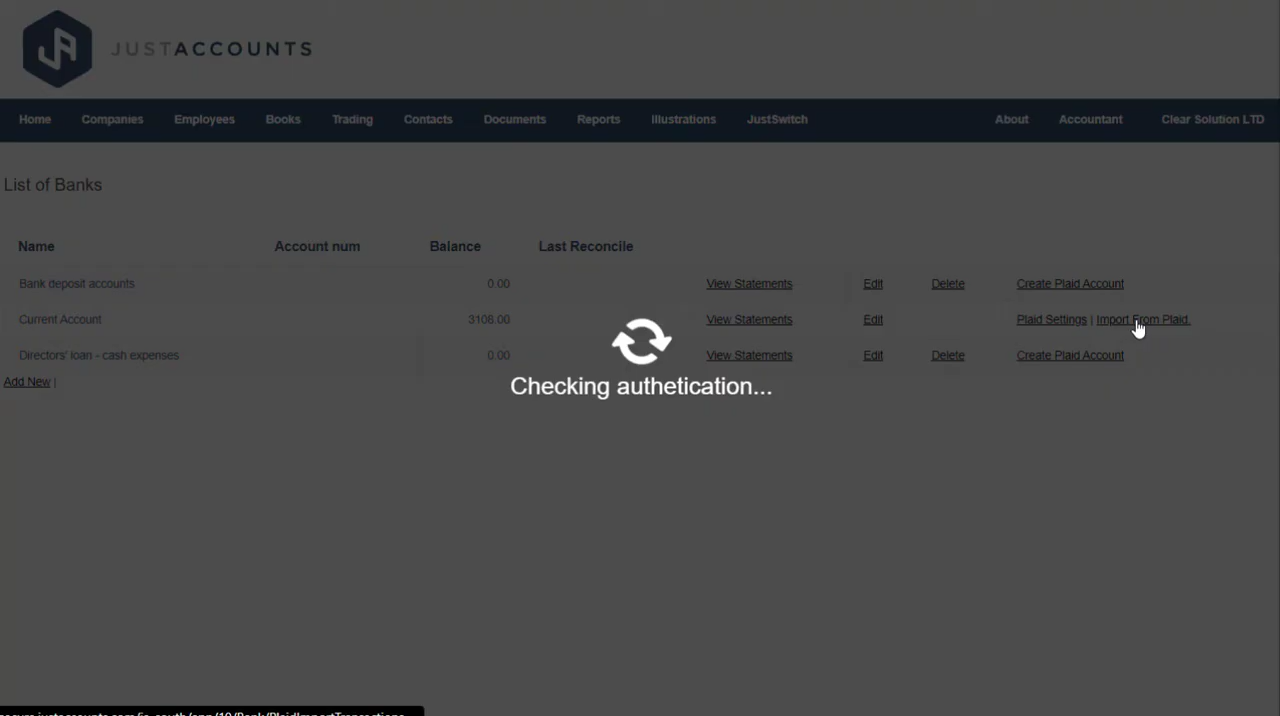 JUSTACCOUNTS
Home Companies Employees Books Trading Contacts Documents Reports Illustrations JustSwitch About Accountant Clear Solution LTD
List of Banks
Name Account num Balance Last Reconcile
Bank deposit accounts 0.00 View Statements Edit Delete Create Plaid Account
Current Account 3108.00 View Statements Edit Plaid Settings | Import From Plaid.
Directors' loan - cash expenses 0.00 View Statements Edit Delete Create Plaid Account
Add New |
Checking authetication...